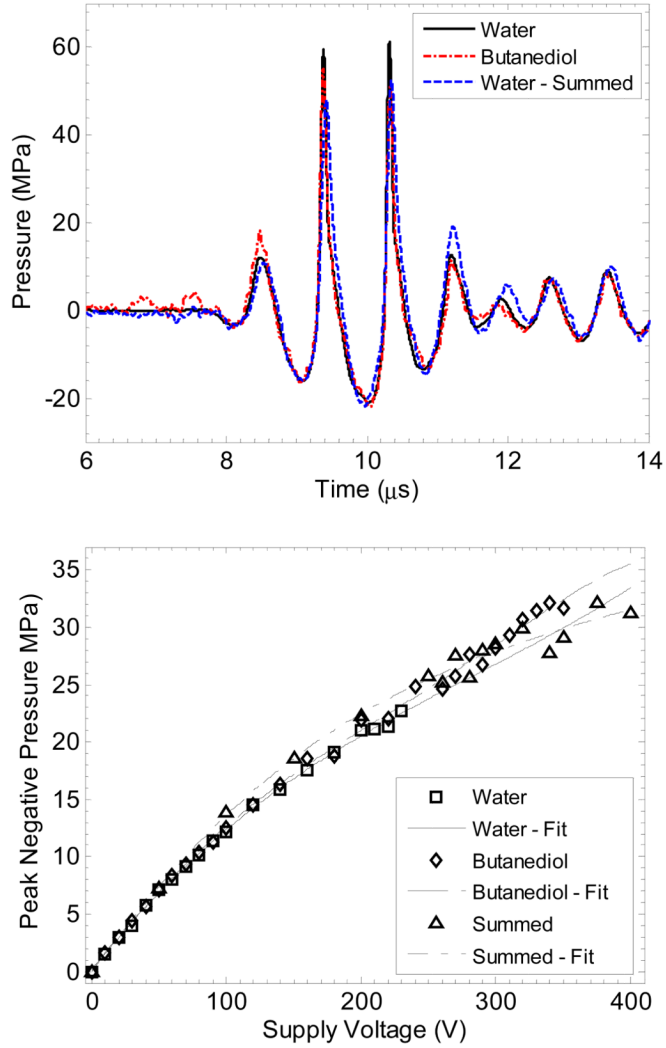 60
40
20
0
-20
Pressure (MPa)
Water
Butanediol
Water - Summed
6
8
10
12
14
Time (μs)
35
30
25
20
15
10
5
0
Peak Negative Pressure MPa)
Water
Water - Fit
Butanediol
Butanediol - Fit
Summed
Summed - Fit
0
100
200
300
400
Supply Voltage (V)